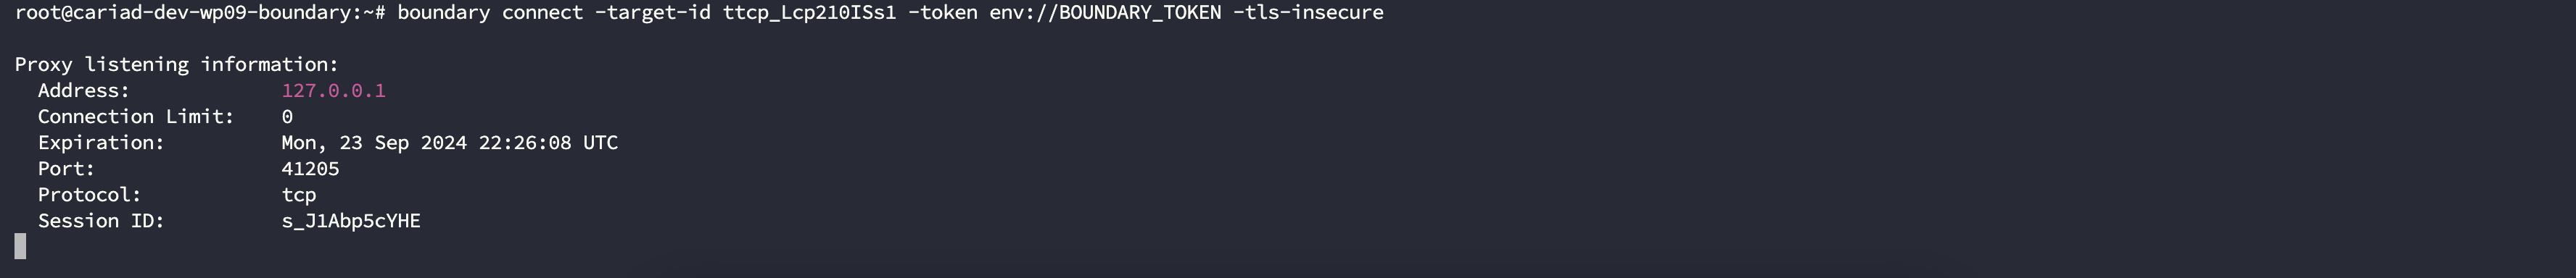 root@cariad-dev-wp09-boundary:~# boundary connect -target-id ttcp_Lcp210ISs1 -token env://BOUNDARY_TOKEN -tls-insecure
Proxy listening information:
Address: 127.0.0.1
Connection Limit: 0
Expiration: Mon, 23 Sep 2024 22:26:08 UTC
Port: 41205
Protocol: tcp
Session ID: s_J1Abp5cYHE